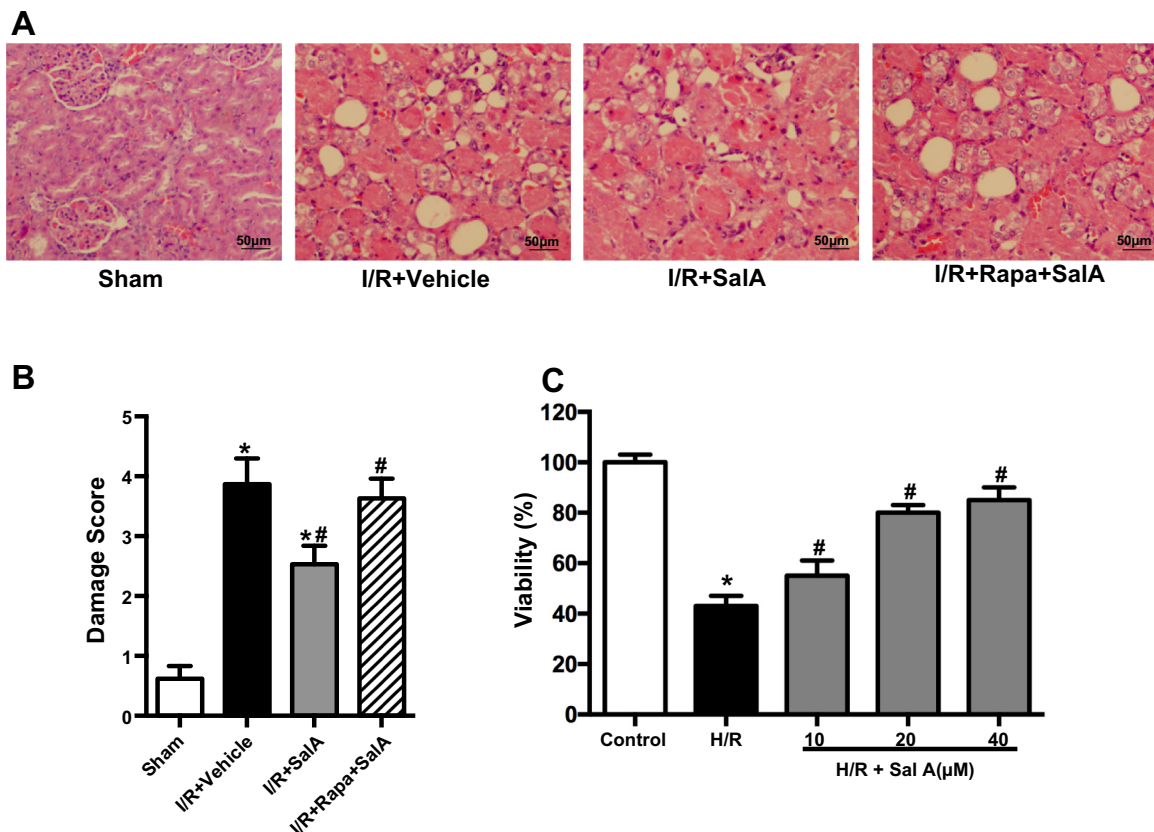 A
50µm
50µm
50µm
50µm
Sham
I/R+Vehicle
I/R+SalA
I/R+Rapa+SalA
B
Damage Score
5
4
3
2
1
0
*
*#
#
Sham
I/R+Vehicle
I/R+SalA
I/R+Rapa+SalA
C
Viability (%)
120
100
80
60
40
20
0
*
#
#
#
Control
H/R
10
20
40
H/R + Sal A(µM)